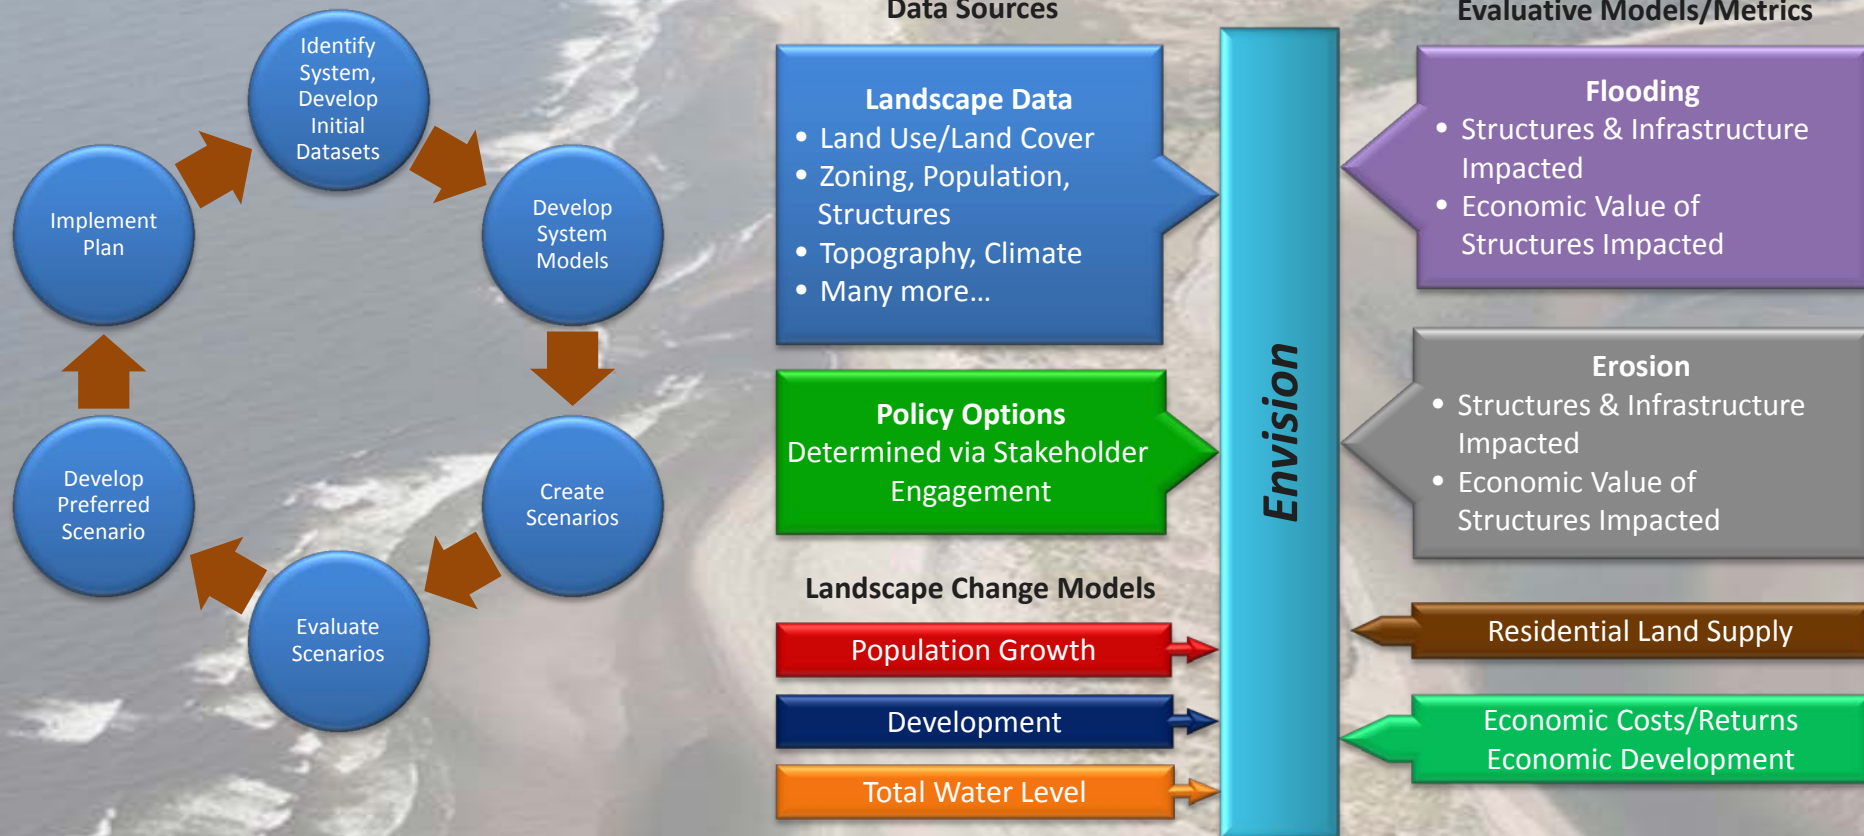 Identify
System,
Develop
Initial
Datasets
Develop
System
Models
Create
Scenarios
Evaluate
Scenarios
Develop
Preferred
Scenario
Implement
Plan
Data Sources
Landscape Data
• Land Use/Land Cover
• Zoning, Population,
Structures
• Topography, Climate
• Many more…
Policy Options
Determined via Stakeholder
Engagement
Landscape Change Models
Population Growth
Development
Total Water Level
Envision
Evaluative Models/Metrics
Flooding
• Structures & Infrastructure
Impacted
• Economic Value of
Structures Impacted
Erosion
• Structures & Infrastructure
Impacted
• Economic Value of
Structures Impacted
Residential Land Supply
Economic Costs/Returns
Economic Development